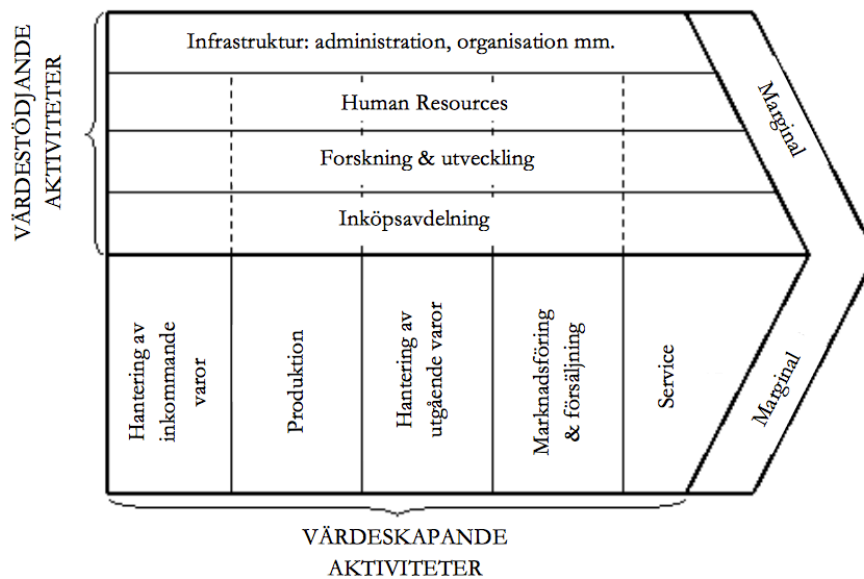 Infrastruktur: administration, organisation mm.
Human Resources
Forskning & utveckling
Inköpsavdelning
VÄRDESTÖDJANDE
AKTIVITETER
Marginal
Hantering av
inkommande
varor
Produktion
Hantering av
utgående varor
Marknadsföring
& försäljning
Service
Marginal
VÄRDESKAPANDE
AKTIVITETER